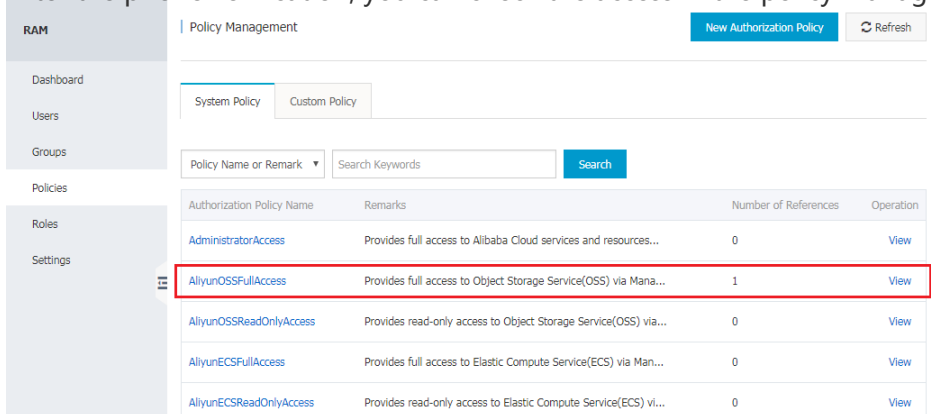 RAM
Policy Management
New Authorization Policy
Refresh
Dashboard
Users
Groups
Policies
Roles
Settings
System Policy
Custom Policy
Policy Name or Remark
Search Keywords
Search
Authorization Policy Name Remarks Number of References Operation
AdministratorAccess Provides full access to Alibaba Cloud services and resources... 0 View
AliyunOSSFullAccess Provides full access to Object Storage Service(OSS) via Mana... 1 View
AliyunOSSReadOnlyAccess Provides read-only access to Object Storage Service(OSS) via... 0 View
AliyunECSFullAccess Provides full access to Elastic Compute Service(ECS) via Man... 0 View
AliyunECSReadOnlyAccess Provides read-only access to Elastic Compute Service(ECS) vi... 0 View